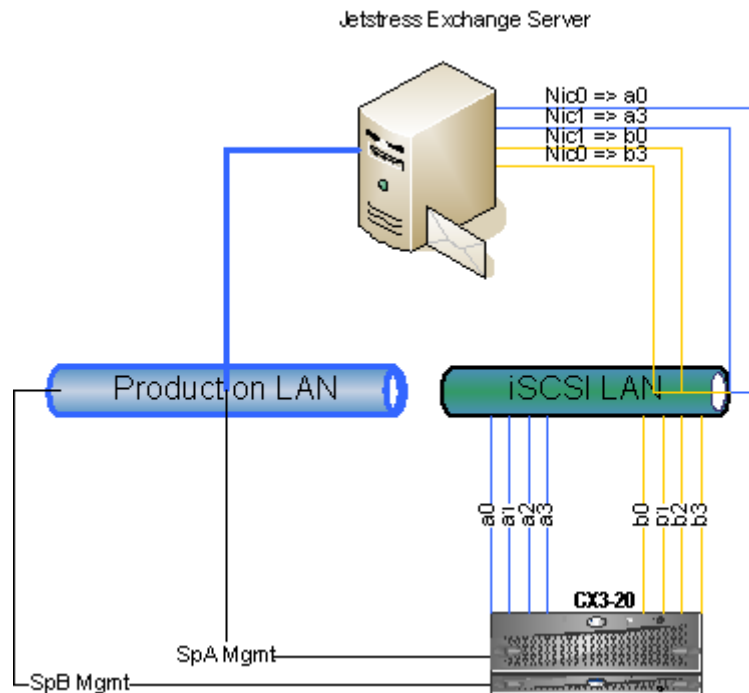 Jetstress Exchange Server
Nic0 => a0
Nic1 => a3
Nic1 => b0
Nic0 => b3
Production LAN
iSCSI LAN
a0
a1
a2
a3
b0
b1
b2
b3
CX3-20
SpA Mgmt
SpB Mgmt